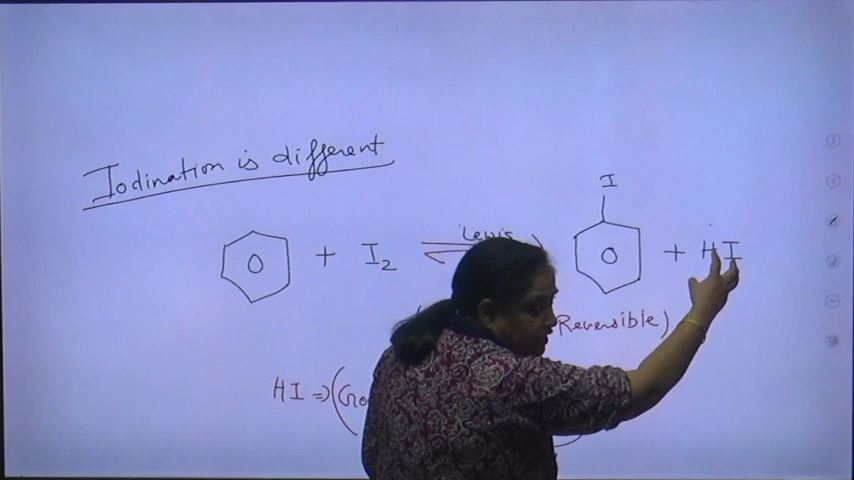 Iodination is different
I
+ I₂ Lewis + HI
Reversible)
HI ⇒ (